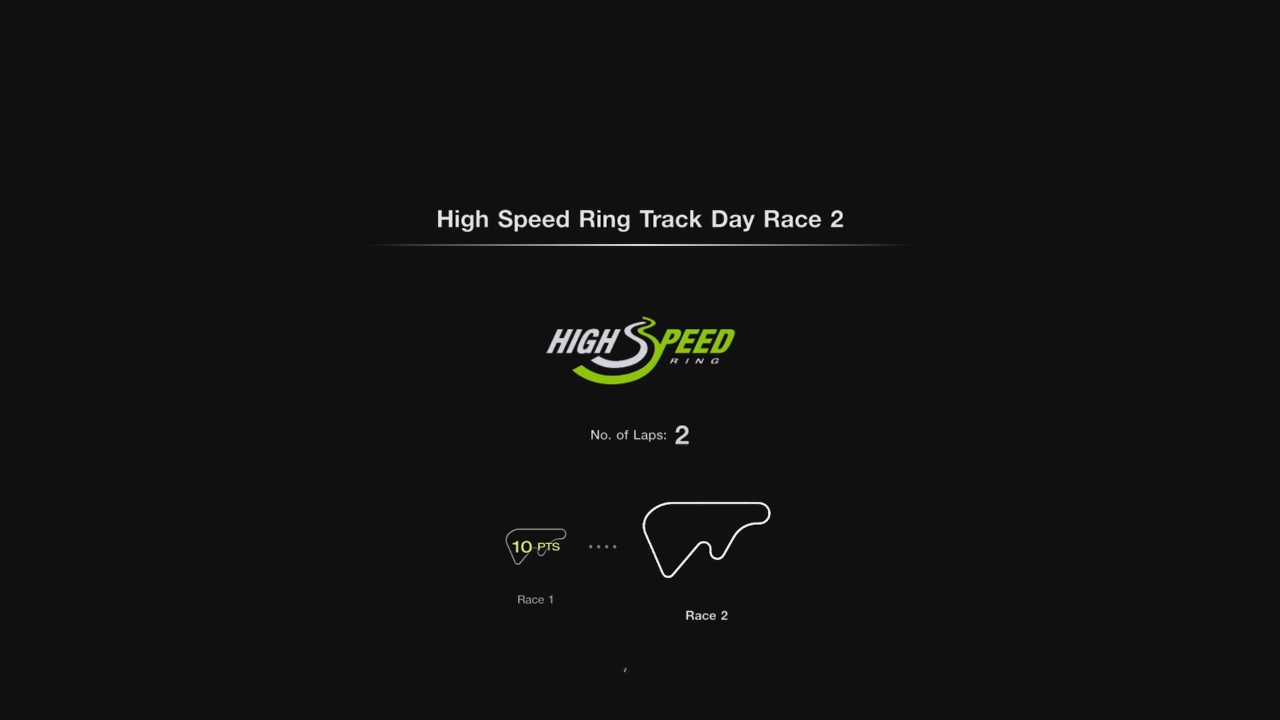 High Speed Ring Track Day Race 2
HIGH SPEED
RING
No. of Laps: 2
10 PTS
Race 1
Race 2